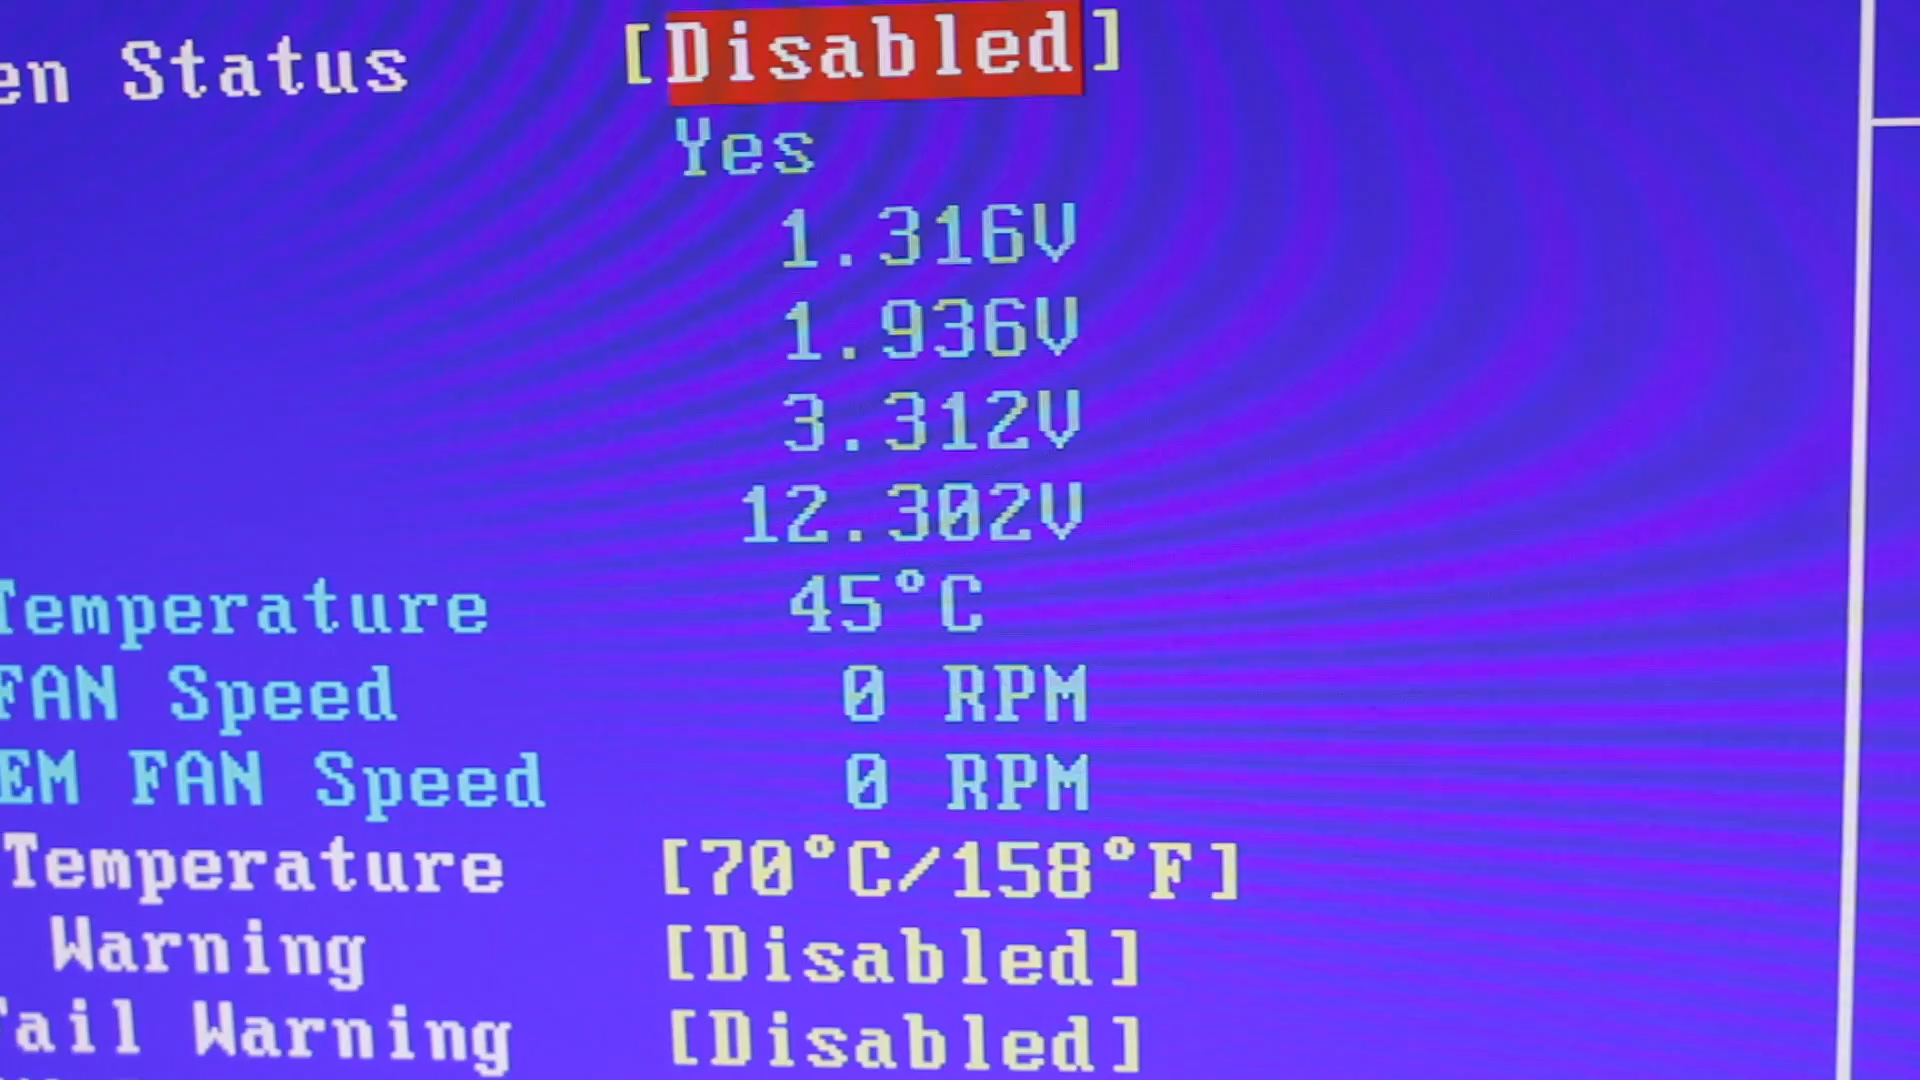 en Status [Disabled]
Yes
1.316V
1.936V
3.312V
12.302V
Temperature 45°C
FAN Speed 0 RPM
EM FAN Speed 0 RPM
Temperature [70°C/158°F]
Warning [Disabled]
ail Warning [Disabled]